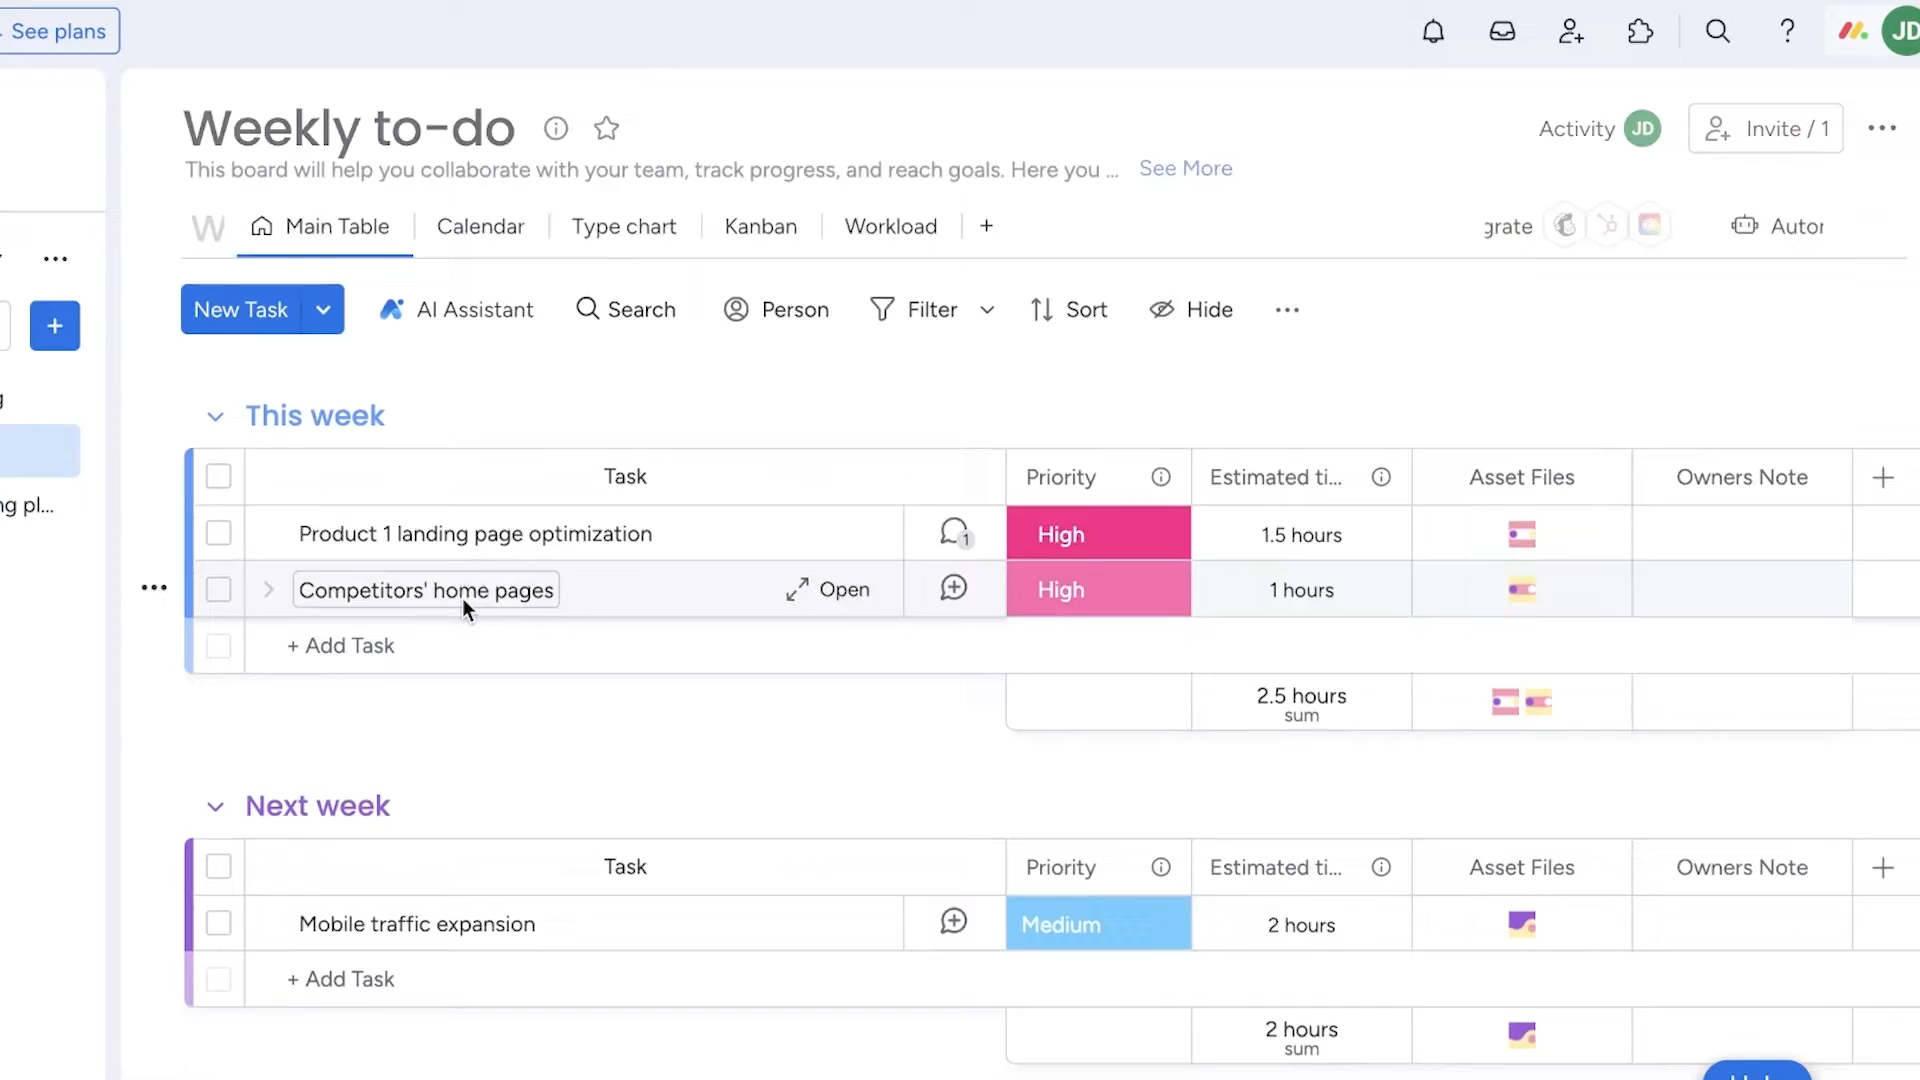 See plans
JD
Weekly to-do
Activity JD Invite / 1
This board will help you collaborate with your team, track progress, and reach goals. Here you ... See More
W Main Table Calendar Type chart Kanban Workload +
grate Autor
New Task AI Assistant Search Person Filter Sort Hide
ng pl...
This week
Task Priority Estimated ti... Asset Files Owners Note
Product 1 landing page optimization 1 High 1.5 hours
Competitors' home pages Open High 1 hours
+ Add Task
2.5 hours
sum
Next week
Task Priority Estimated ti... Asset Files Owners Note
Mobile traffic expansion Medium 2 hours
+ Add Task
2 hours
sum